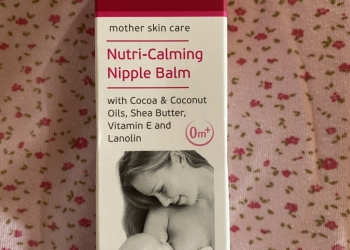 mother skin care
Nutri-Calming
Nipple Balm
with Cocoa & Coconut
Oils, Shea Butter,
Vitamin E and
Lanolin
0m+